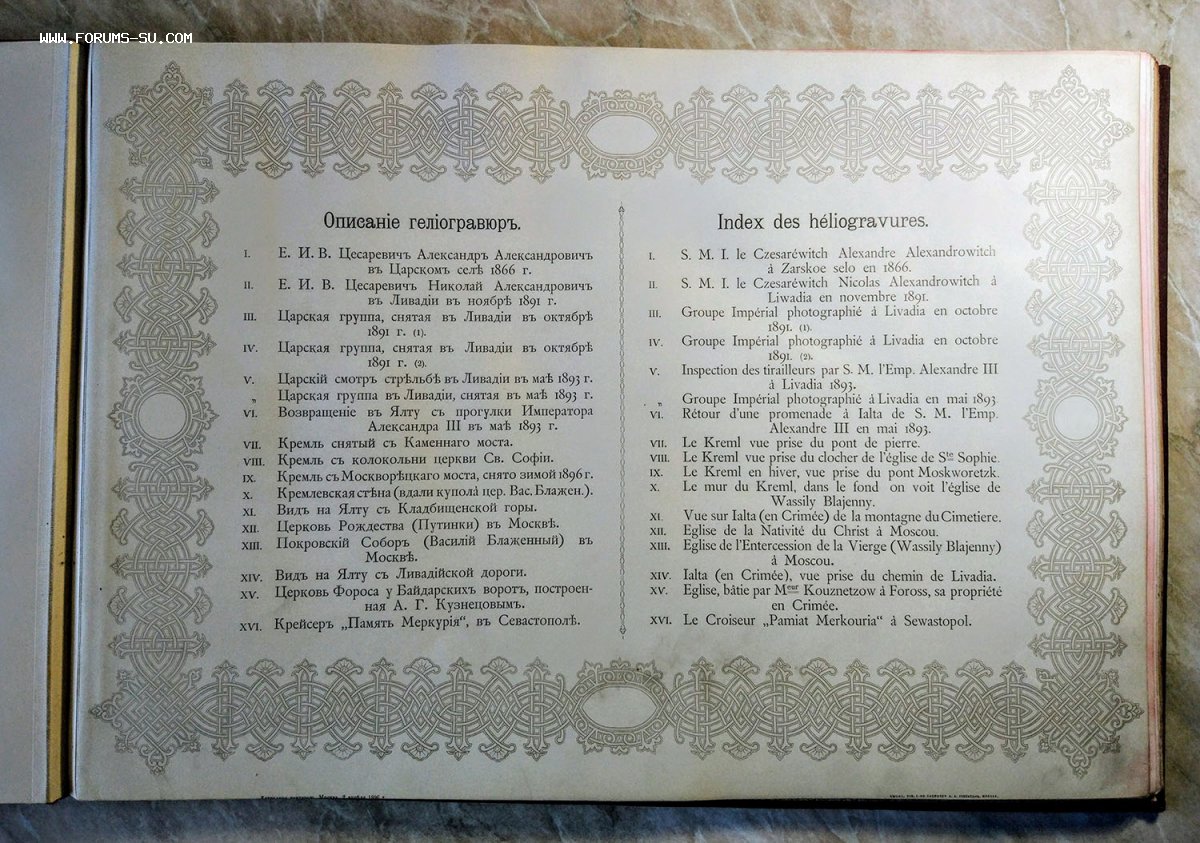 WWW.FORUMS-SU.COM
Описаніе геліогравюръ.
I. Е. И. В. Цесаревичъ Александръ Александровичъ
въ Царскомъ селѣ 1866 г.
II. Е. И. В. Цесаревичъ Николай Александровичъ
въ Ливадіи въ ноябрѣ 1891 г.
III. Царская группа, снятая въ Ливадіи въ октябрѣ
1891 г. (1).
IV. Царская группа, снятая въ Ливадіи въ октябрѣ
1891 г. (2).
V. Царскій смотръ стрѣльбѣ въ Ливадіи въ маѣ 1893 г.
„ Царская группа въ Ливадіи, снятая въ маѣ 1893 г.
VI. Возвращеніе въ Ялту съ прогулки Императора
Александра III въ маѣ 1893 г.
VII. Кремль снятый съ Каменнаго моста.
VIII. Кремль съ колокольни церкви Св. Софіи.
IX. Кремль съ Москворѣцкаго моста, снято зимой 1896 г.
X. Кремлевская стѣна (вдали купола цер. Вас. Блажен.).
XI. Видъ на Ялту съ Кладбищенской горы.
XII. Церковь Рождества (Путинки) въ Москвѣ.
XIII. Покровскій Соборъ (Василій Блаженный) въ
Москвѣ.
XIV. Видъ на Ялту съ Ливадійской дороги.
XV. Церковь Фороса у Байдарскихъ воротъ, построен-
ная А. Г. Кузнецовымъ.
XVI. Крейсеръ „Память Меркурія“, въ Севастополѣ.
Index des héliogravures.
I. S. M. I. le Czesaréwitch Alexandre Alexandrowitch
á Zarskoe selo en 1866.
II. S. M. I. le Czesaréwitch Nicolas Alexandrowitch á
Liwadia en novembre 1891.
III. Groupe Impérial photographié á Livadia en octobre
1891. (1).
IV. Groupe Impérial photographié á Livadia en octobre
1891. (2).
V. Inspection des tirailleurs par S. M. l'Emp. Alexandre III
á Livadia 1893.
„ Groupe Impérial photographié á Livadia en mai 1893.
VI. Rétour d'une promenade á Ialta de S. M. l'Emp.
Alexandre III en mai 1893.
VII. Le Kreml vue prise du pont de pierre.
VIII. Le Kreml vue prise du clocher de l'église de Ste Sophie.
IX. Le Kreml en hiver, vue prise du pont Moskworetzk.
X. Le mur du Kreml, dans le fond on voit l'église de
Wassily Blajenny.
XI. Vue sur Ialta (en Crimée) de la montagne du Cimetiere.
XII. Eglise de la Nativité du Christ á Moscou.
XIII. Eglise de l'Entercession de la Vierge (Wassily Blajenny)
á Moscou.
XIV. Ialta (en Crimée), vue prise du chemin de Livadia.
XV. Eglise, bâtie par Meur Kouznetzow á Foross, sa propriété
en Crimée.
XVI. Le Croiseur „Pamiat Merkouria“ á Sewastopol.